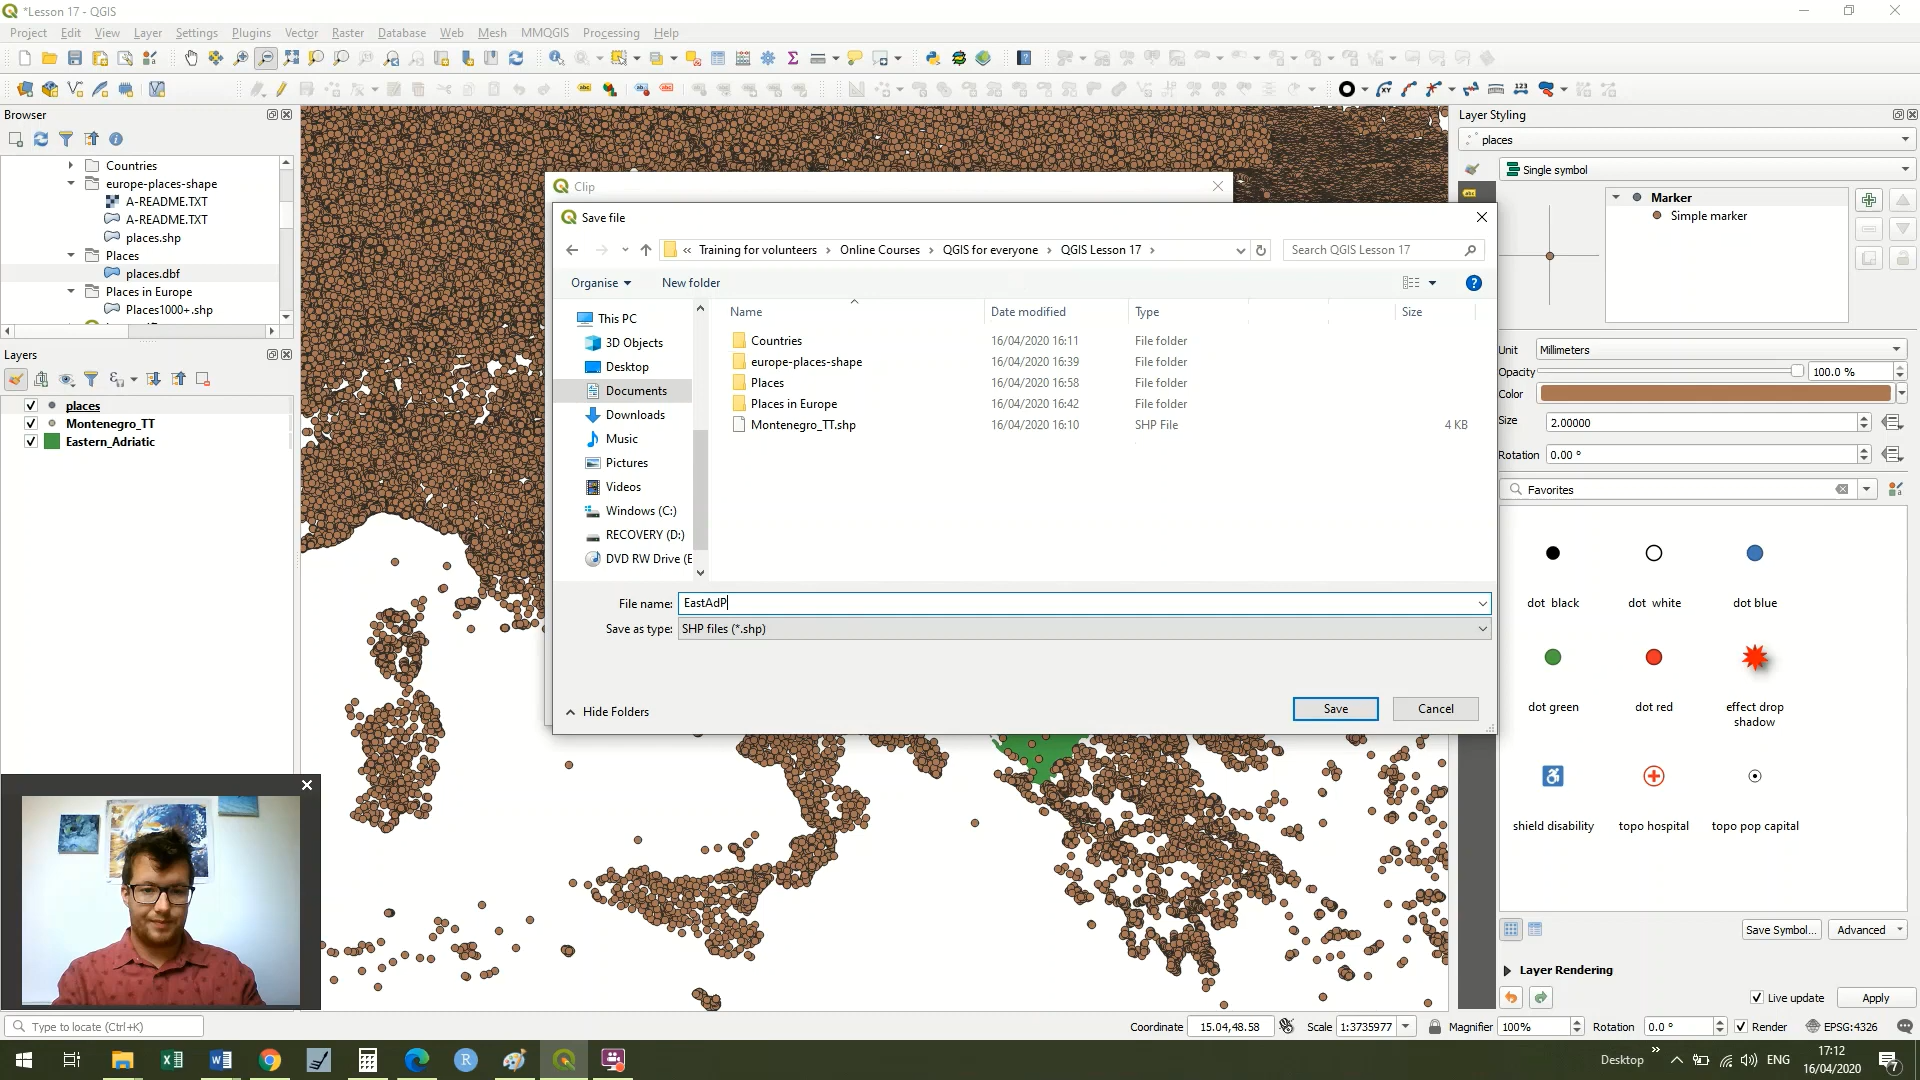 *Lesson 17 - QGIS
Project Edit View Layer Settings Plugins Vector Raster Database Web Mesh MMQGIS Processing Help
Browser
Countries
europe-places-shape
A-README.TXT
A-README.TXT
places.shp
Places
places.dbf
Places in Europe
Places1000+.shp
Layers
places
Montenegro_TT
Eastern_Adriatic
Clip
Save file
« Training for volunteers Online Courses QGIS for everyone QGIS Lesson 17
Search QGIS Lesson 17
Organise New folder
This PC
3D Objects
Desktop
Documents
Downloads
Music
Pictures
Videos
Windows (C:)
RECOVERY (D:)
DVD RW Drive (E
Name Date modified Type Size
Countries 16/04/2020 16:11 File folder
europe-places-shape 16/04/2020 16:39 File folder
Places 16/04/2020 16:58 File folder
Places in Europe 16/04/2020 16:42 File folder
Montenegro_TT.shp 16/04/2020 16:10 SHP File 4 KB
File name: EastAdP
Save as type: SHP files (*.shp)
Hide Folders
Save Cancel
Layer Styling
places
Single symbol
Marker
Simple marker
Unit Millimeters
Opacity 100.0 %
Color
Size 2.00000
Rotation 0.00 °
Favorites
dot black dot white dot blue
dot green dot red effect drop shadow
shield disability topo hospital topo pop capital
Save Symbol... Advanced
Layer Rendering
Live update Apply
Type to locate (Ctrl+K)
Coordinate 15.04,48.58 Scale 1:3735977 Magnifier 100% Rotation 0.0 ° Render EPSG:4326
Desktop ENG 17:12
16/04/2020